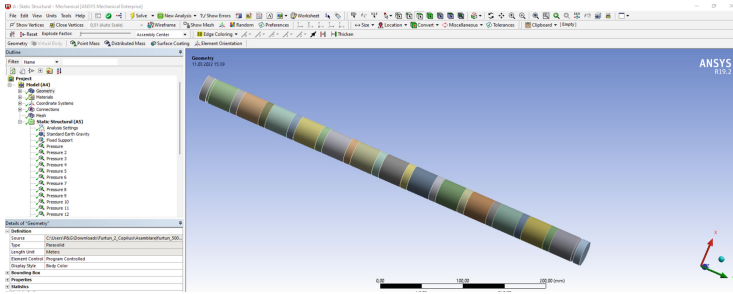 A : Static Structural - Mechanical [ANSYS Mechanical Enterprise]
File Edit View Units Tools Help Solve New Analysis ?/ Show Errors Worksheet
Show Vertices Close Vertices 0,01 (Auto Scale) Wireframe Show Mesh Random Preferences Size Location Convert Miscellaneous Tolerances Clipboard [Empty]
Reset Explode Factor: Assembly Center Edge Coloring Thicken
Geometry Virtual Body Point Mass Distributed Mass Surface Coating Element Orientation
Outline
Filter: Name
Project
Model (A4)
Geometry
Materials
Coordinate Systems
Connections
Mesh
Static Structural (A5)
Analysis Settings
Standard Earth Gravity
Fixed Support
Pressure
Pressure 2
Pressure 3
Pressure 4
Pressure 5
Pressure 6
Pressure 7
Pressure 8
Pressure 9
Pressure 10
Pressure 11
Pressure 12
Details of "Geometry"
Definition
Type Parasolid
Length Unit Meters
Element Control Program Controlled
Display Style Body Color
Bounding Box
Properties
Statistics
Geometry
ANSYS
R19.2
0,00 100,00 200,00 (mm)
X